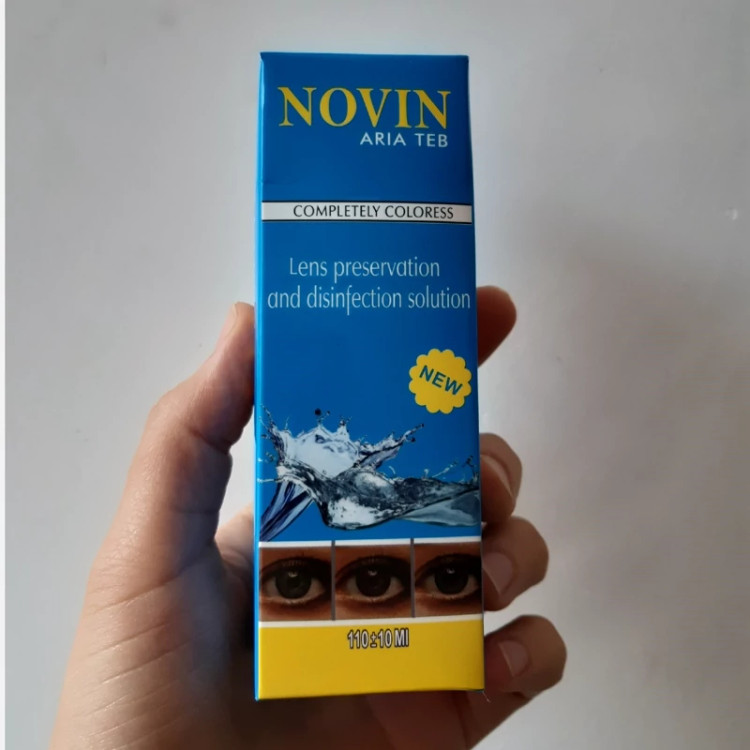 NOVIN
ARIA TEB
COMPLETELY COLORESS
Lens preservation
and disinfection solution
NEW
110±10 Ml